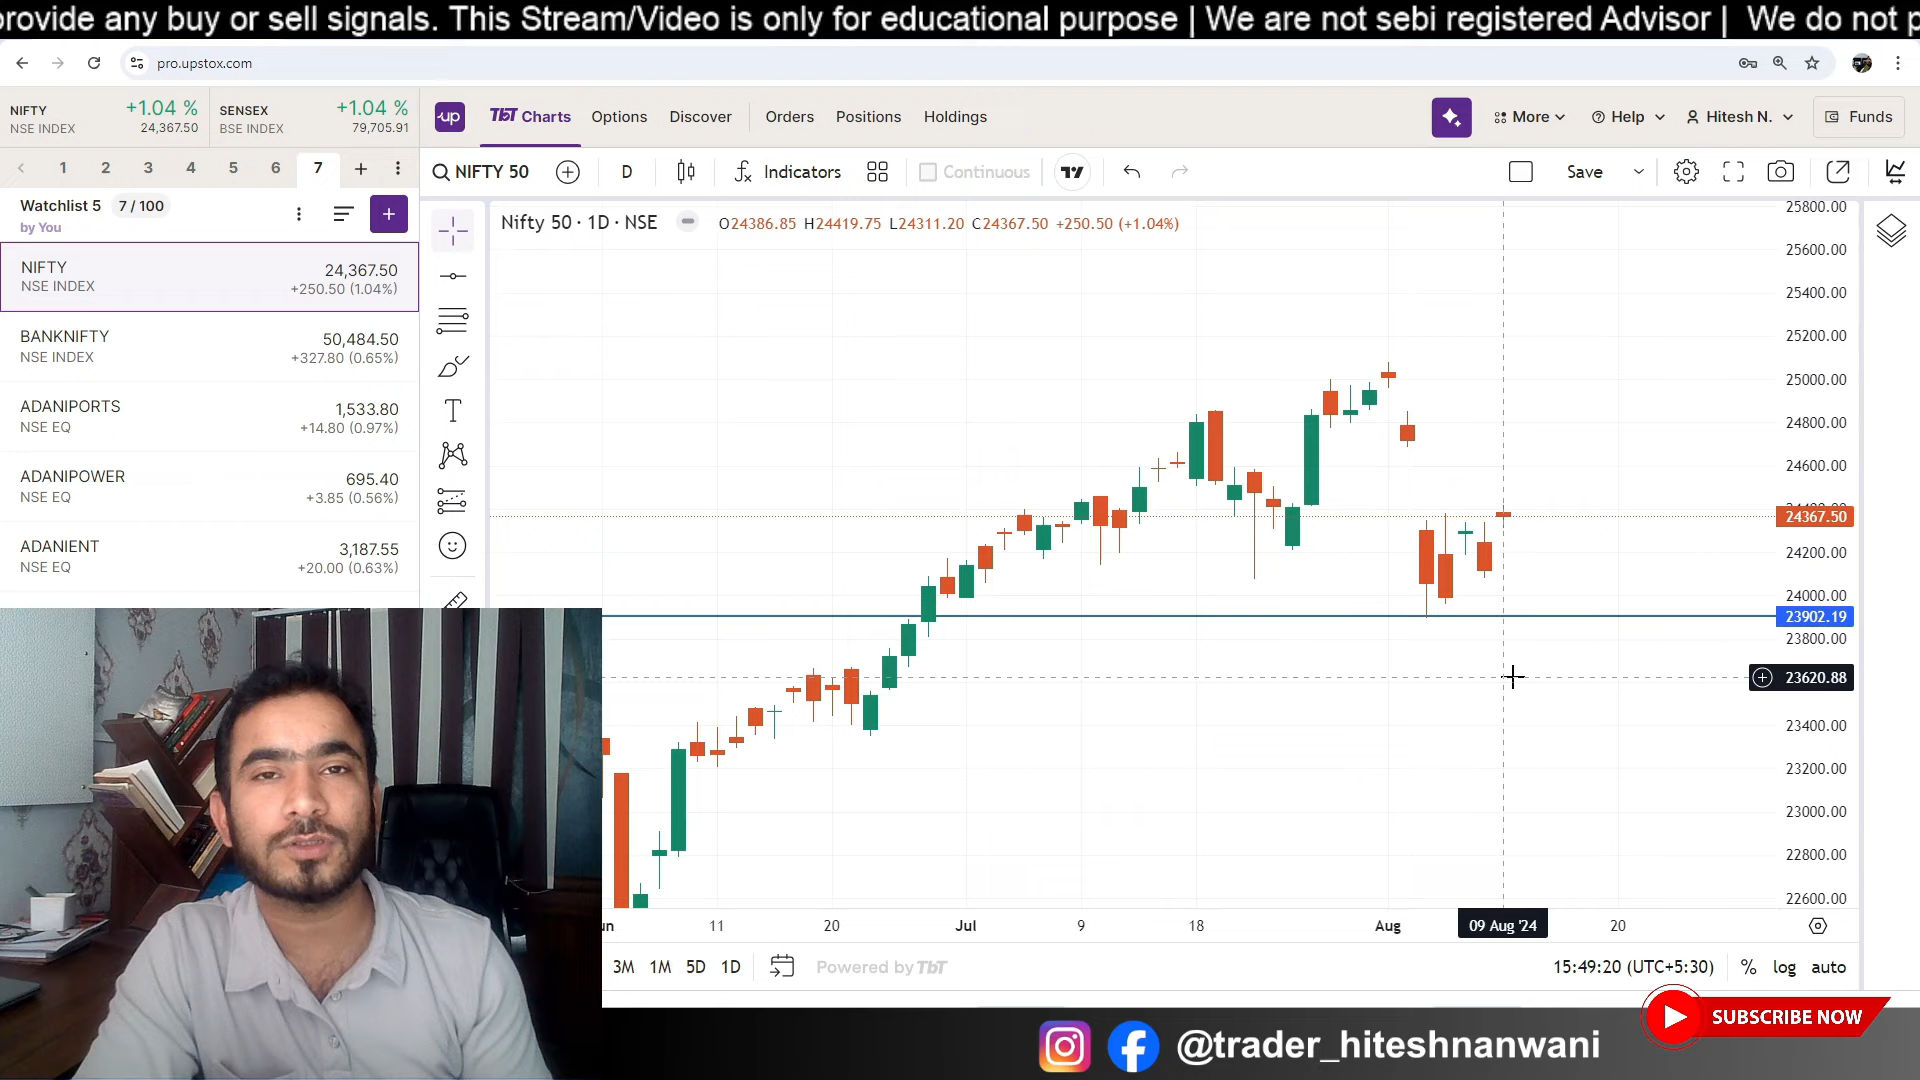 provide any buy or sell signals. This Stream/Video is only for educational purpose | We are not sebi registered Advisor | We do not p
pro.upstox.com
NIFTY +1.04 %
NSE INDEX 24,367.50
SENSEX +1.04 %
BSE INDEX 79,705.91
up
TbT Charts Options Discover Orders Positions Holdings
More Help Hitesh N. Funds
1 2 3 4 5 6 7
NIFTY 50 D Indicators Continuous Save
Watchlist 5 7 / 100
by You
Nifty 50 · 1D · NSE O24386.85 H24419.75 L24311.20 C24367.50 +250.50 (+1.04%)
NIFTY 24,367.50
NSE INDEX +250.50 (1.04%)
BANKNIFTY 50,484.50
NSE INDEX +327.80 (0.65%)
ADANIPORTS 1,533.80
NSE EQ +14.80 (0.97%)
ADANIPOWER 695.40
NSE EQ +3.85 (0.56%)
ADANIENT 3,187.55
NSE EQ +20.00 (0.63%)
25800.00
25600.00
25400.00
25200.00
25000.00
24800.00
24600.00
24367.50
24200.00
24000.00
23902.19
23800.00
23620.88
23400.00
23200.00
23000.00
22800.00
22600.00
un 11 20 Jul 9 18 Aug 09 Aug '24 20
3M 1M 5D 1D Powered by TbT 15:49:20 (UTC+5:30) % log auto
SUBSCRIBE NOW
@trader_hiteshnanwani